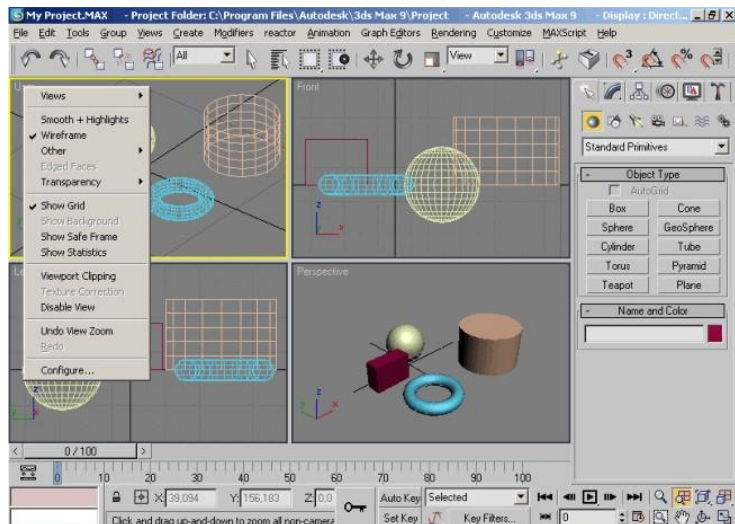 My Project.MAX - Project Folder: C:\Program Files\Autodesk\3ds Max 9\Project - Autodesk 3ds Max 9 - Display : Direct...
File Edit Tools Group Views Create Modifiers reactor Animation Graph Editors Rendering Customize MAXScript Help
All View
Front
Views
Smooth + Highlights
Wireframe
Other
Edged Faces
Transparency
Show Grid
Show Background
Show Safe Frame
Show Statistics
Viewport Clipping
Texture Correction
Disable View
Undo View Zoom
Redo
Configure...
Perspective
Standard Primitives
- Object Type
AutoGrid
Box Cone
Sphere GeoSphere
Cylinder Tube
Torus Pyramid
Teapot Plane
- Name and Color
0 / 100
0 10 20 30 40 50 60 70 80 90 100
X: 39,094 Y: 156,183 Z: 0,0 Auto Key Selected
Click and drag up-and-down to zoom all non-camera Set Key Key Filters... 0